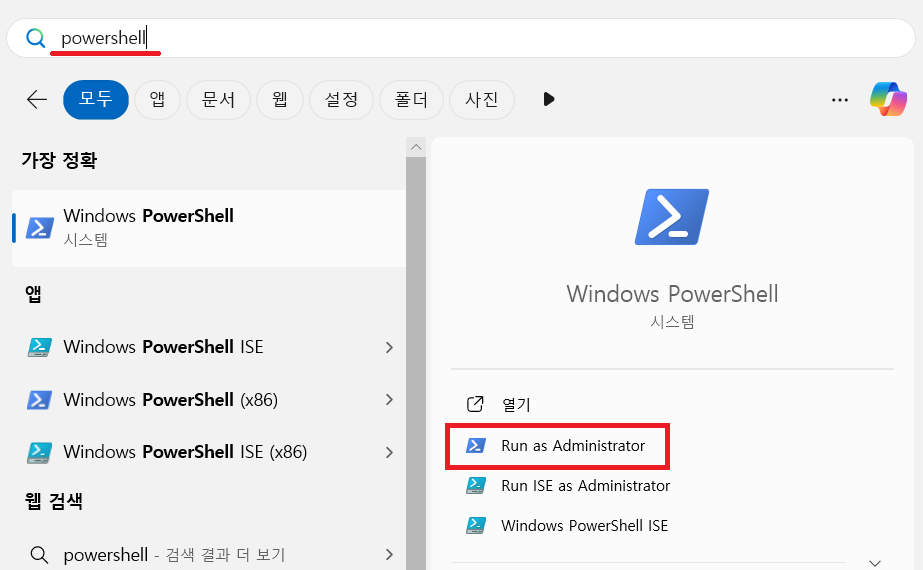 powershell
모두 앱 문서 웹 설정 폴더 사진
가장 정확
Windows PowerShell
시스템
앱
Windows PowerShell ISE
Windows PowerShell (x86)
Windows PowerShell ISE (x86)
웹 검색
powershell - 검색 결과 더 보기
Windows PowerShell
시스템
열기
Run as Administrator
Run ISE as Administrator
Windows PowerShell ISE